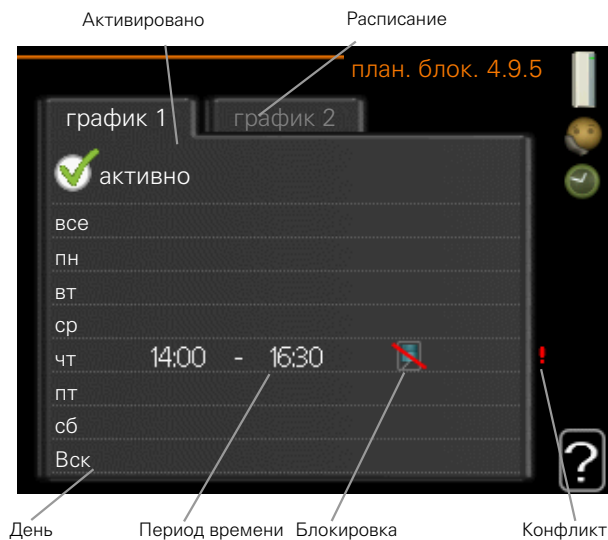 Активировано
Расписание
план. блок. 4.9.5
график 1
график 2
активно
все
пн
вт
ср
чт 14:00 - 16:30 !
пт
сб
Вск
?
День
Период времени
Блокировка
Конфликт